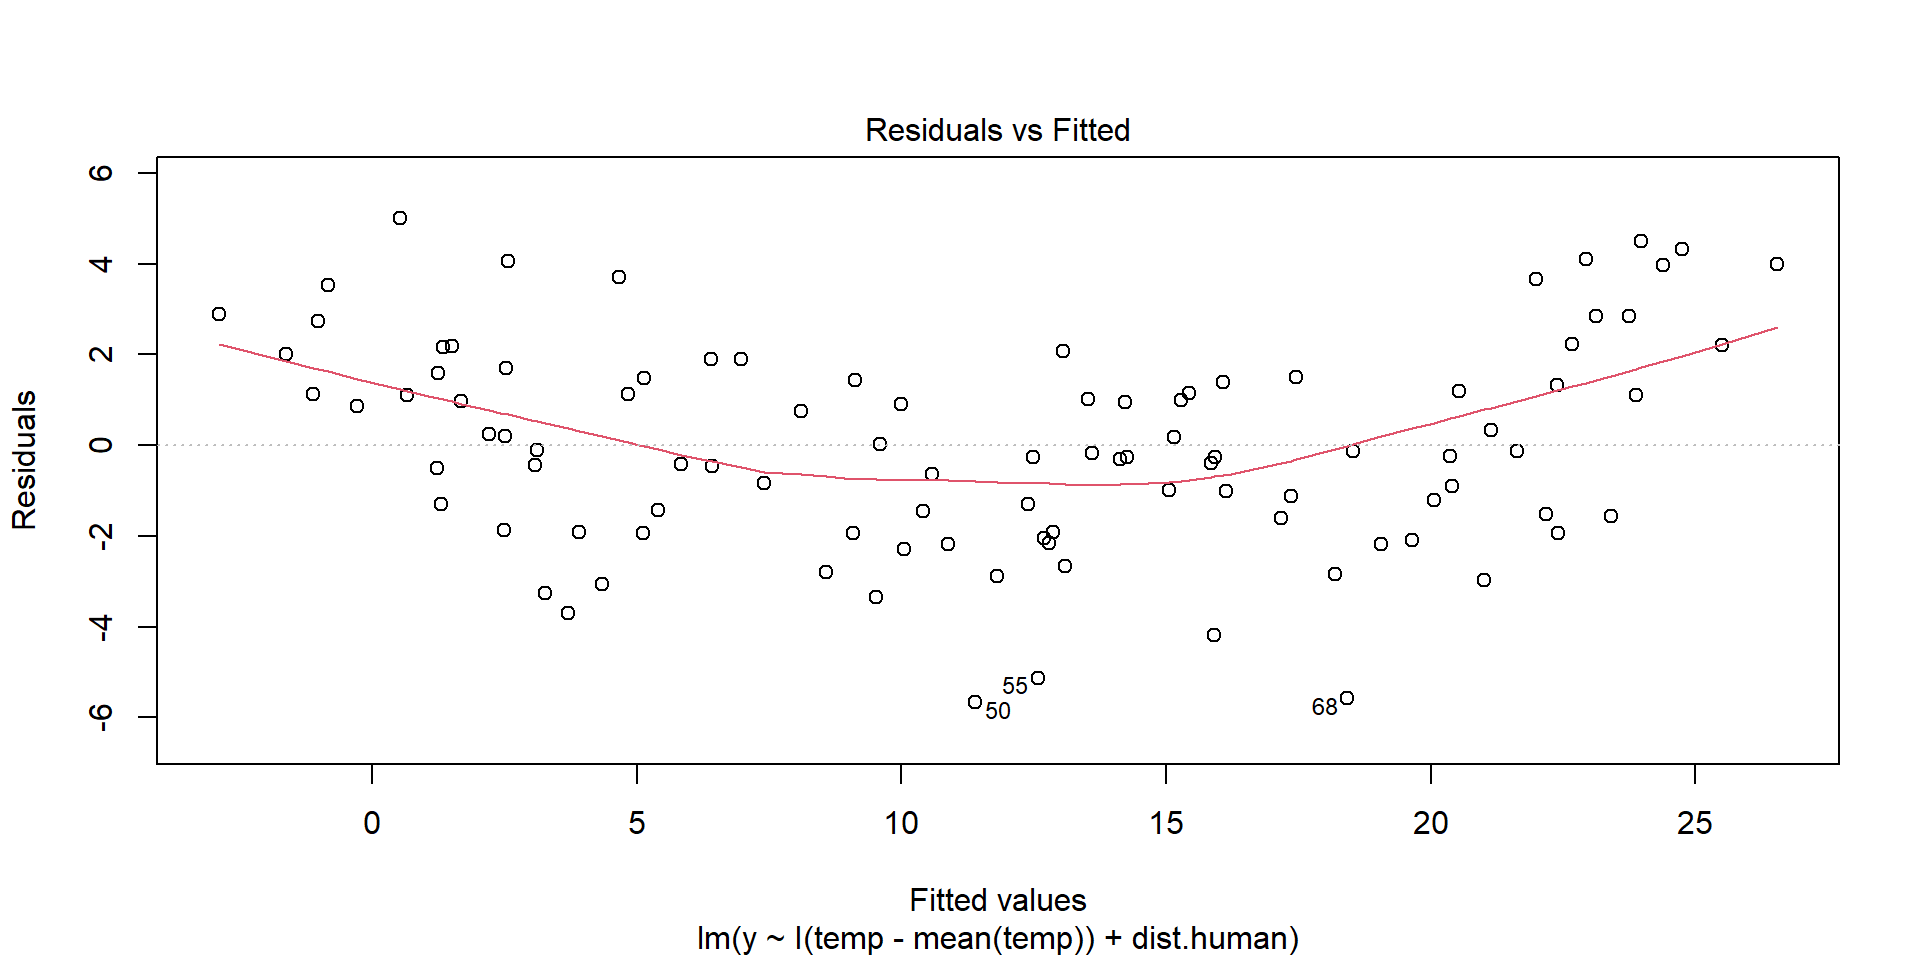 Residuals vs Fitted
Residuals
6
4
2
0
-2
-4
-6
55
50
68
0 5 10 15 20 25
Fitted values
lm(y ~ I(temp - mean(temp)) + dist.human)